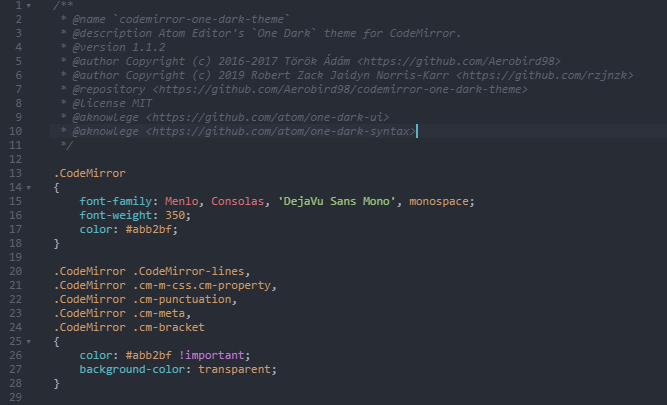 1 /**
2  * @name `codemirror-one-dark-theme`
3  * @description Atom Editor's `One Dark` theme for CodeMirror.
4  * @version 1.1.2
5  * @author Copyright (c) 2016-2017 Török Ádám <https://github.com/Aerobird98>
6  * @author Copyright (c) 2019 Robert Zack Jaidyn Norris-Karr <https://github.com/rzjnzk>
7  * @repository <https://github.com/Aerobird98/codemirror-one-dark-theme>
8  * @license MIT
9  * @aknowlege <https://github.com/atom/one-dark-ui>
10  * @aknowlege <https://github.com/atom/one-dark-syntax>
11  */
12
13 .CodeMirror
14 {
15     font-family: Menlo, Consolas, 'DejaVu Sans Mono', monospace;
16     font-weight: 350;
17     color: #abb2bf;
18 }
19
20 .CodeMirror .CodeMirror-lines,
21 .CodeMirror .cm-m-css.cm-property,
22 .CodeMirror .cm-punctuation,
23 .CodeMirror .cm-meta,
24 .CodeMirror .cm-bracket
25 {
26     color: #abb2bf !important;
27     background-color: transparent;
28 }
29